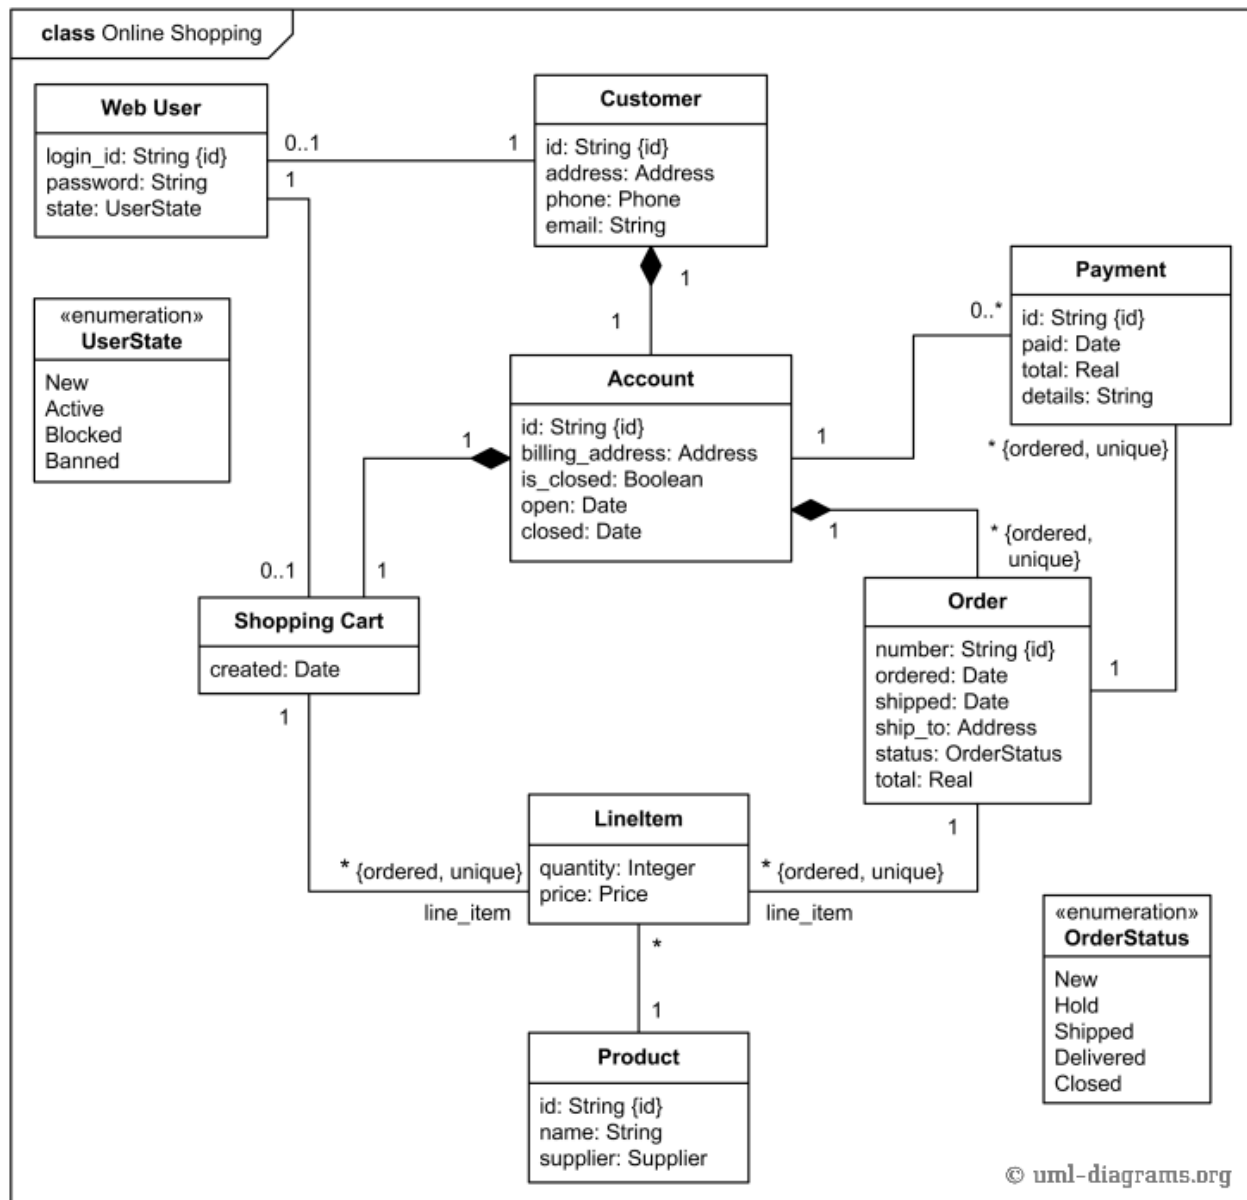 class Online Shopping
Web User
login_id: String {id}
password: String
state: UserState
0..1
1
1
Customer
id: String {id}
address: Address
phone: Phone
email: String
1
1
«enumeration»
UserState
New
Active
Blocked
Banned
Payment
id: String {id}
paid: Date
total: Real
details: String
0..*
* {ordered, unique}
Account
id: String {id}
billing_address: Address
is_closed: Boolean
open: Date
closed: Date
1
1
1
* {ordered,
unique}
0..1
1
Shopping Cart
created: Date
1
Order
number: String {id}
ordered: Date
shipped: Date
ship_to: Address
status: OrderStatus
total: Real
1
1
LineItem
quantity: Integer
price: Price
* {ordered, unique}
line_item
* {ordered, unique}
line_item
*
1
Product
id: String {id}
name: String
supplier: Supplier
«enumeration»
OrderStatus
New
Hold
Shipped
Delivered
Closed
© uml-diagrams.org